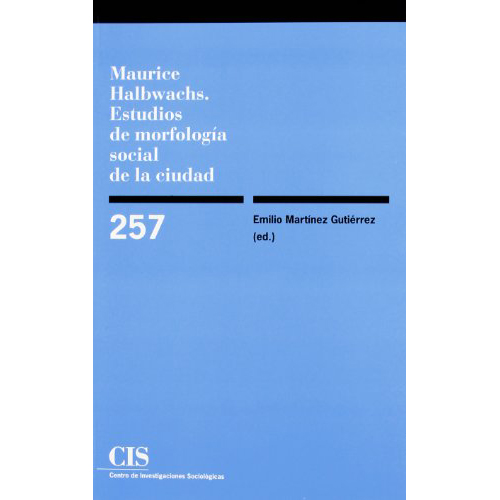 Maurice
Halbwachs.
Estudios
de morfología
social
de la ciudad
257
Emilio Martínez Gutiérrez
(ed.)
CIS
Centro de Investigaciones Sociológicas